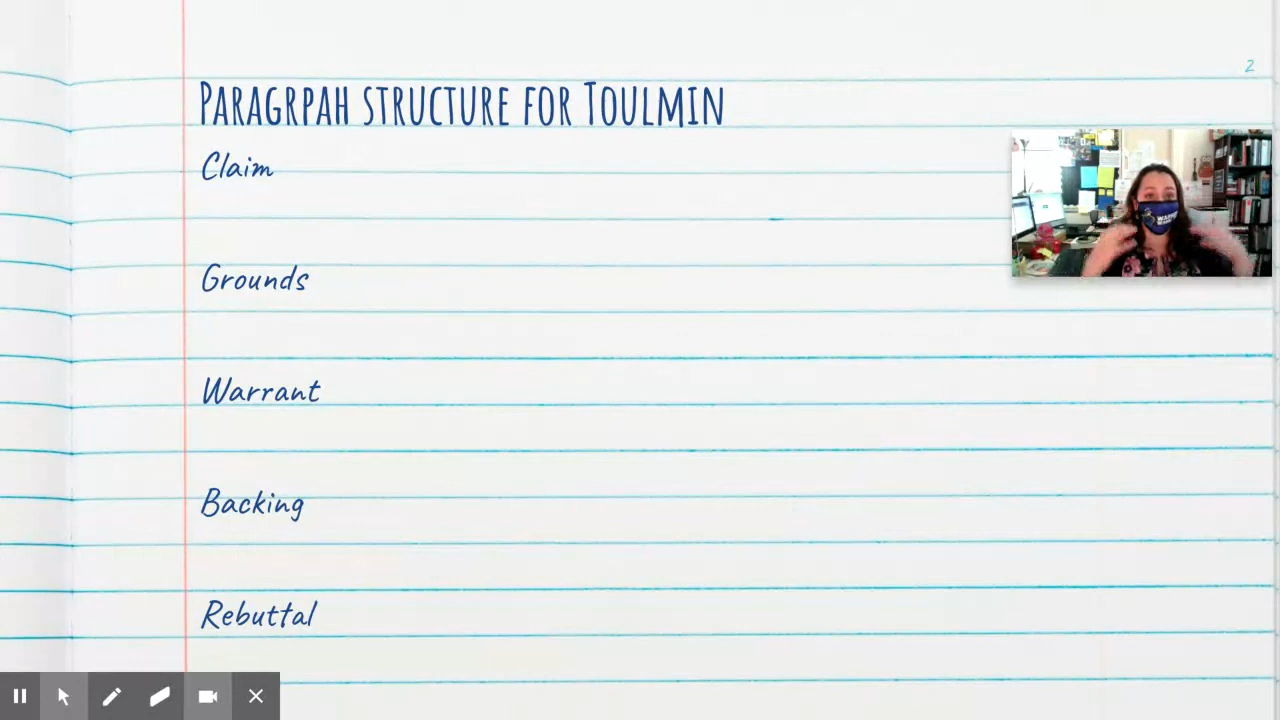 2
Paragrpah structure for Toulmin
Claim
Grounds
Warrant
Backing
Rebuttal